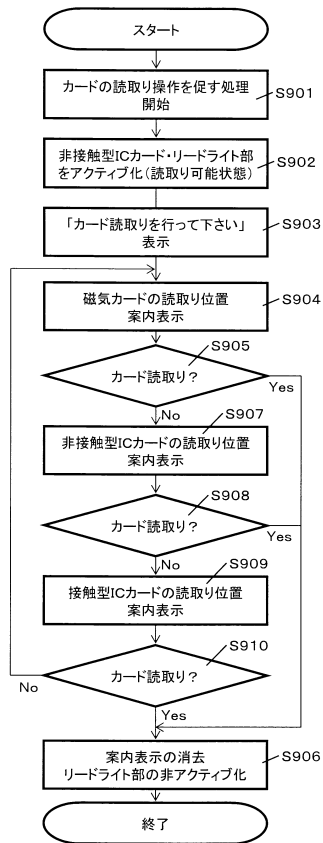 スタート
カードの読取り操作を促す処理
開始
S901
非接触型ICカード・リードライト部
をアクティブ化(読取り可能状態)
S902
「カード読取りを行って下さい」
表示
S903
磁気カードの読取り位置
案内表示
S904
S905
カード読取り?
Yes
No
S907
非接触型ICカードの読取り位置
案内表示
S908
カード読取り?
Yes
No
S909
接触型ICカードの読取り位置
案内表示
S910
カード読取り?
No
Yes
案内表示の消去
リードライト部の非アクティブ化
S906
終了